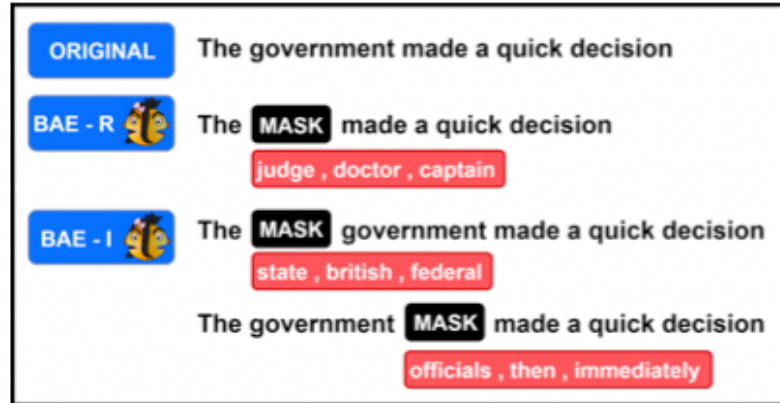 ORIGINAL The government made a quick decision
BAE - R The MASK made a quick decision
judge , doctor , captain
BAE - I The MASK government made a quick decision
state , british , federal
The government MASK made a quick decision
officials , then , immediately